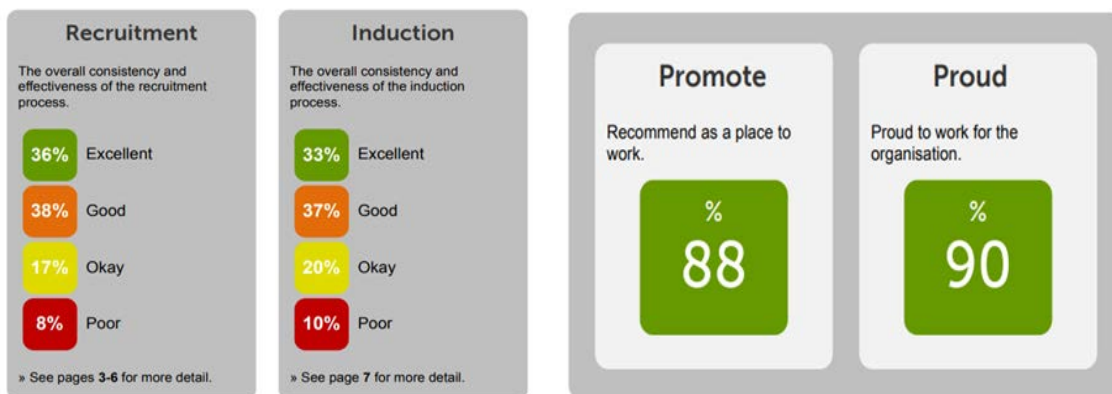 Recruitment
The overall consistency and
effectiveness of the recruitment
process.
36% Excellent
38% Good
17% Okay
8% Poor
» See pages 3-6 for more detail.
Induction
The overall consistency and
effectiveness of the induction
process.
33% Excellent
37% Good
20% Okay
10% Poor
» See page 7 for more detail.
Promote
Recommend as a place to
work.
%
88
Proud
Proud to work for the
organisation.
%
90